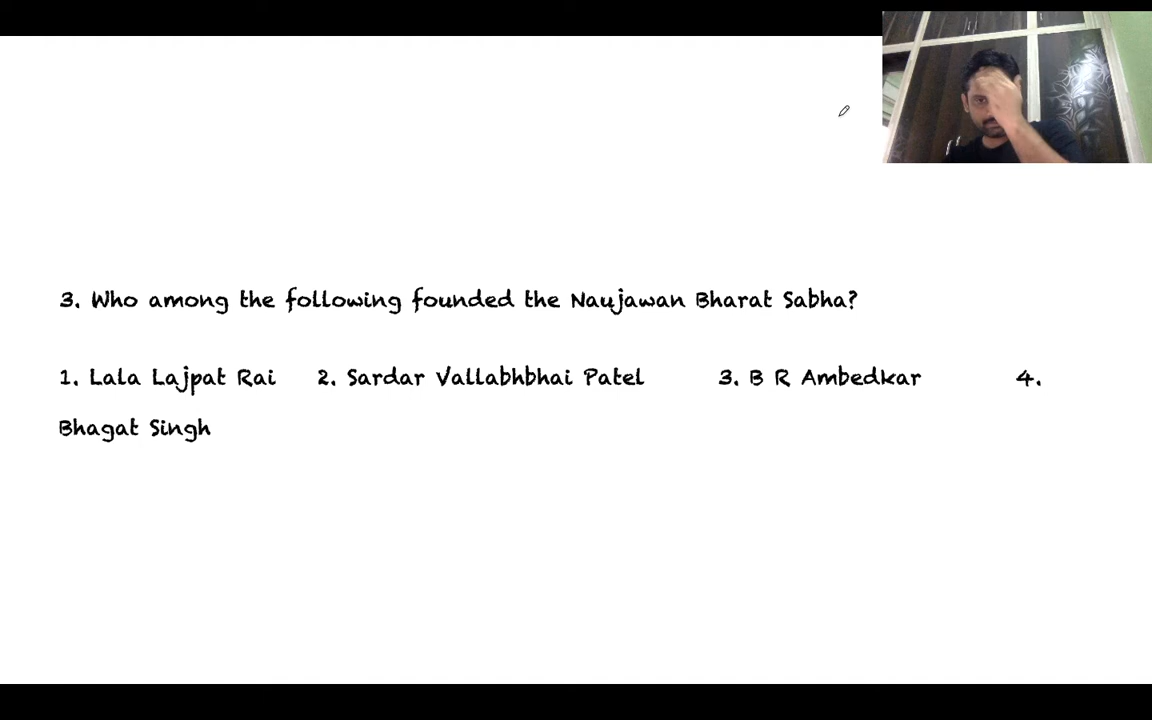 3. Who among the following founded the Naujawan Bharat Sabha?
1. Lala Lajpat Rai 2. Sardar Vallabhbhai Patel 3. B R Ambedkar 4.
Bhagat Singh